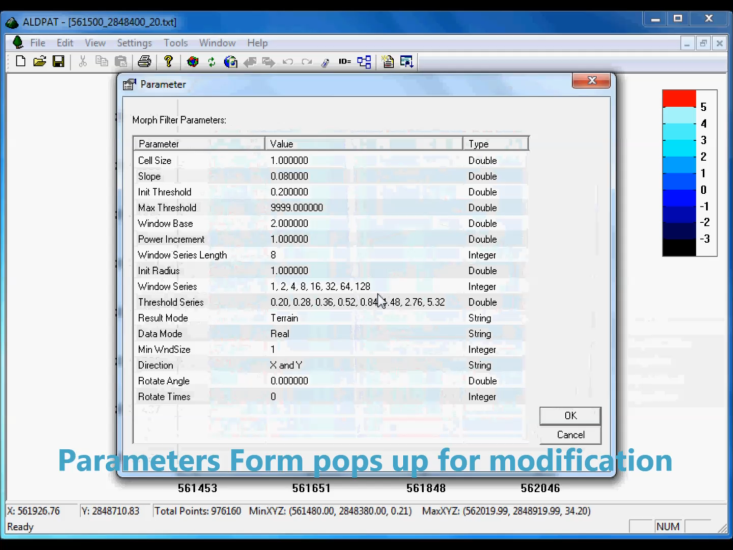 ALDPAT - [561500_2848400_20.txt]
File Edit View Settings Tools Window Help
ID=
Parameter
Morph Filter Parameters:
Parameter Value Type
Cell Size 1.000000 Double
Slope 0.080000 Double
Init Threshold 0.200000 Double
Max Threshold 9999.000000 Double
Window Base 2.000000 Double
Power Increment 1.000000 Double
Window Series Length 8 Integer
Init Radius 1.000000 Double
Window Series 1, 2, 4, 8, 16, 32, 64, 128 Integer
Threshold Series 0.20, 0.28, 0.36, 0.52, 0.84, 1.48, 2.76, 5.32 Double
Result Mode Terrain String
Data Mode Real String
Min WndSize 1 Integer
Direction X and Y String
Rotate Angle 0.000000 Double
Rotate Times 0 Integer
OK
Cancel
5
4
3
2
1
0
-1
-2
-3
Parameters Form pops up for modification
561453 561651 561848 562046
X: 561926.76 Y: 2848710.83 Total Points: 976160 MinXYZ: (561480.00, 2848380.00, 0.21) MaxXYZ: (562019.99, 2848919.99, 34.20)
Ready NUM